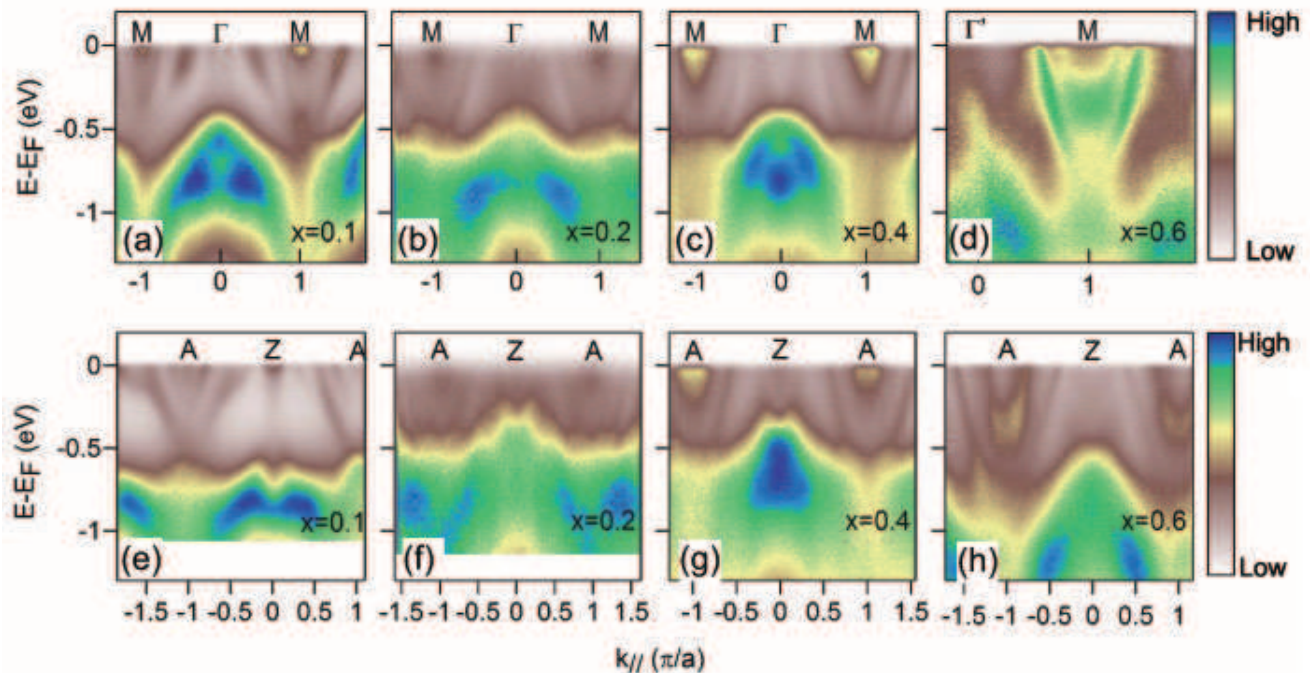 M Γ M M Γ M M Γ M Γ' M High
0
-0.5
-1
E-EF (eV)
(a) x=0.1 (b) x=0.2 (c) x=0.4 (d) x=0.6 Low
-1 0 1 -1 0 1 -1 0 1 0 1
A Z A A Z A A Z A A Z A High
0
-0.5
-1
E-EF (eV)
x=0.1 x=0.2 x=0.4 x=0.6
(e) (f) (g) (h) Low
-1.5 -1 -0.5 0 0.5 1 -1.5 -1 -0.5 0 0.5 1 1.5 -1 -0.5 0 0.5 1 1.5 -1.5 -1 -0.5 0 0.5 1
k// (π/a)